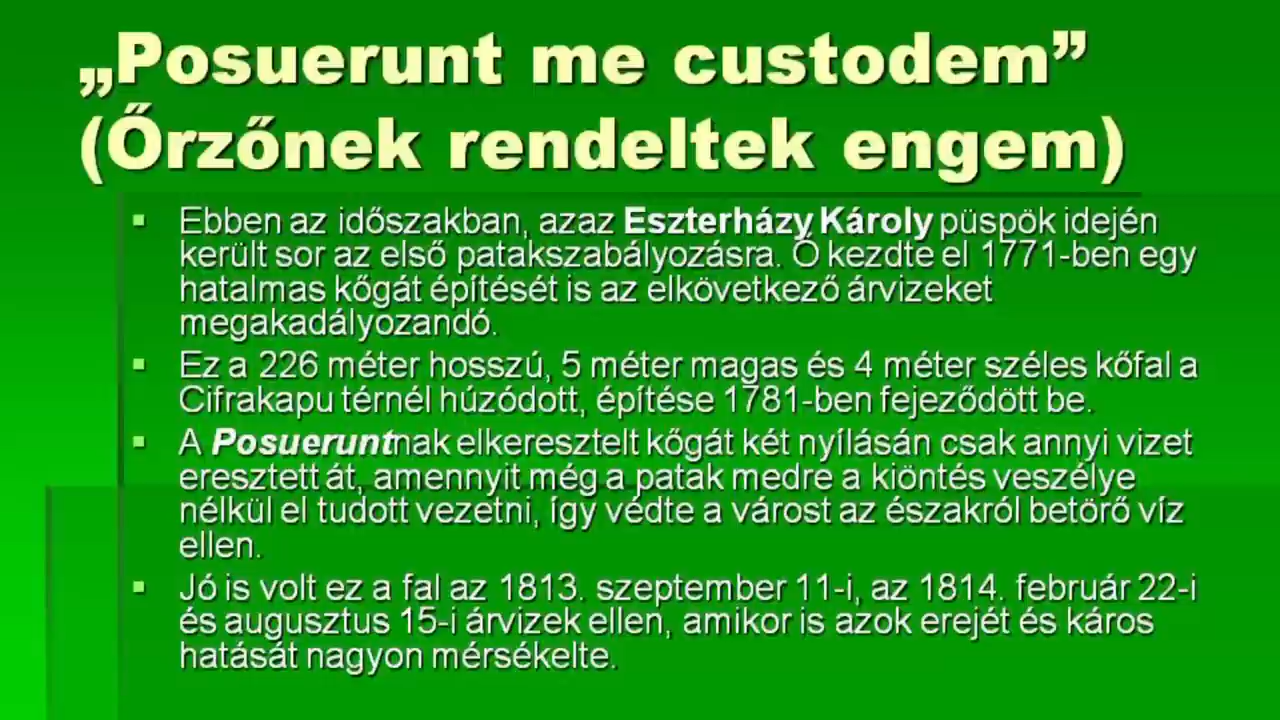 „Posuerunt me custodem”
(Őrzőnek rendeltek engem)
Ebben az időszakban, azaz Eszterházy Károly püspök idején
került sor az első patakszabályozásra. Ő kezdte el 1771-ben egy
hatalmas kőgát építését is az elkövetkező árvizeket
megakadályozandó.
Ez a 226 méter hosszú, 5 méter magas és 4 méter széles kőfal a
Cifrakapu térnél húzódott, építése 1781-ben fejeződött be.
A Posueruntnak elkeresztelt kőgát két nyílásán csak annyi vizet
eresztett át, amennyit még a patak medre a kiöntés veszélye
nélkül el tudott vezetni, így védte a várost az északról betörő víz
ellen.
Jó is volt ez a fal az 1813. szeptember 11-i, az 1814. február 22-i
és augusztus 15-i árvizek ellen, amikor is azok erejét és káros
hatását nagyon mérsékelte.